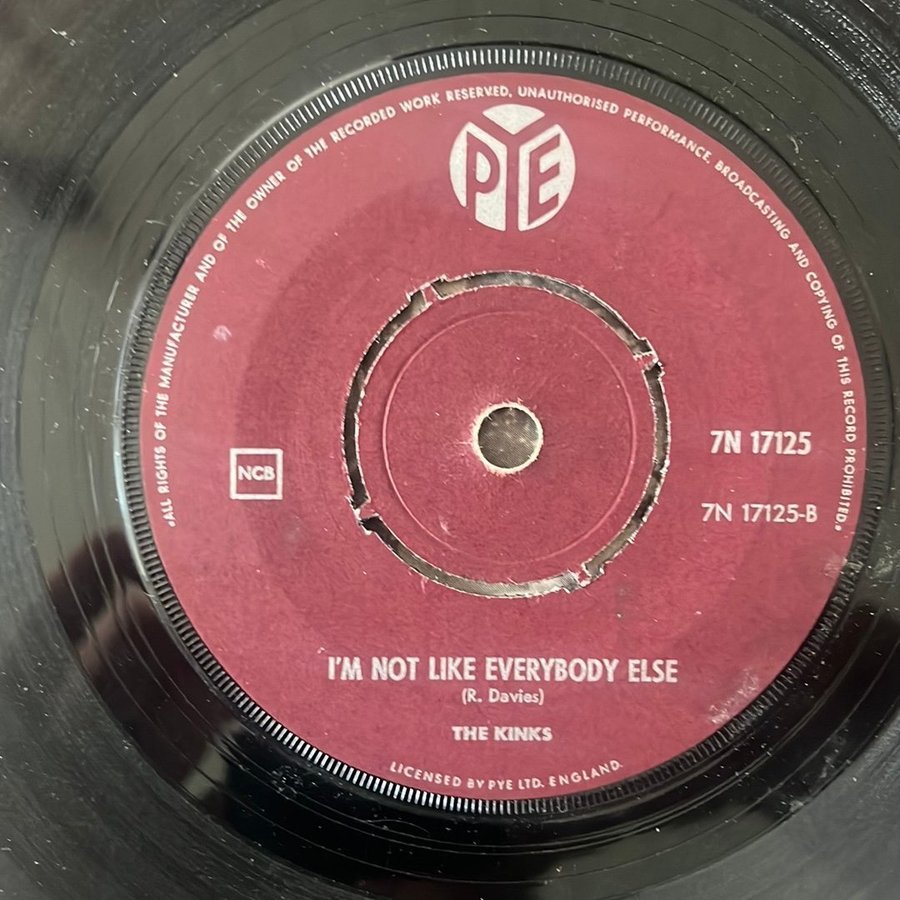 "ALL RIGHTS OF THE MANUFACTURER AND OF THE OWNER OF THE RECORDED WORK RESERVED. UNAUTHORISED PERFORMANCE, BROADCASTING AND COPYING OF THIS RECORD PROHIBITED."
PYE
7N 17125
NCB
7N 17125-B
I'M NOT LIKE EVERYBODY ELSE
(R. Davies)
THE KINKS
LICENSED BY PYE LTD. ENGLAND.